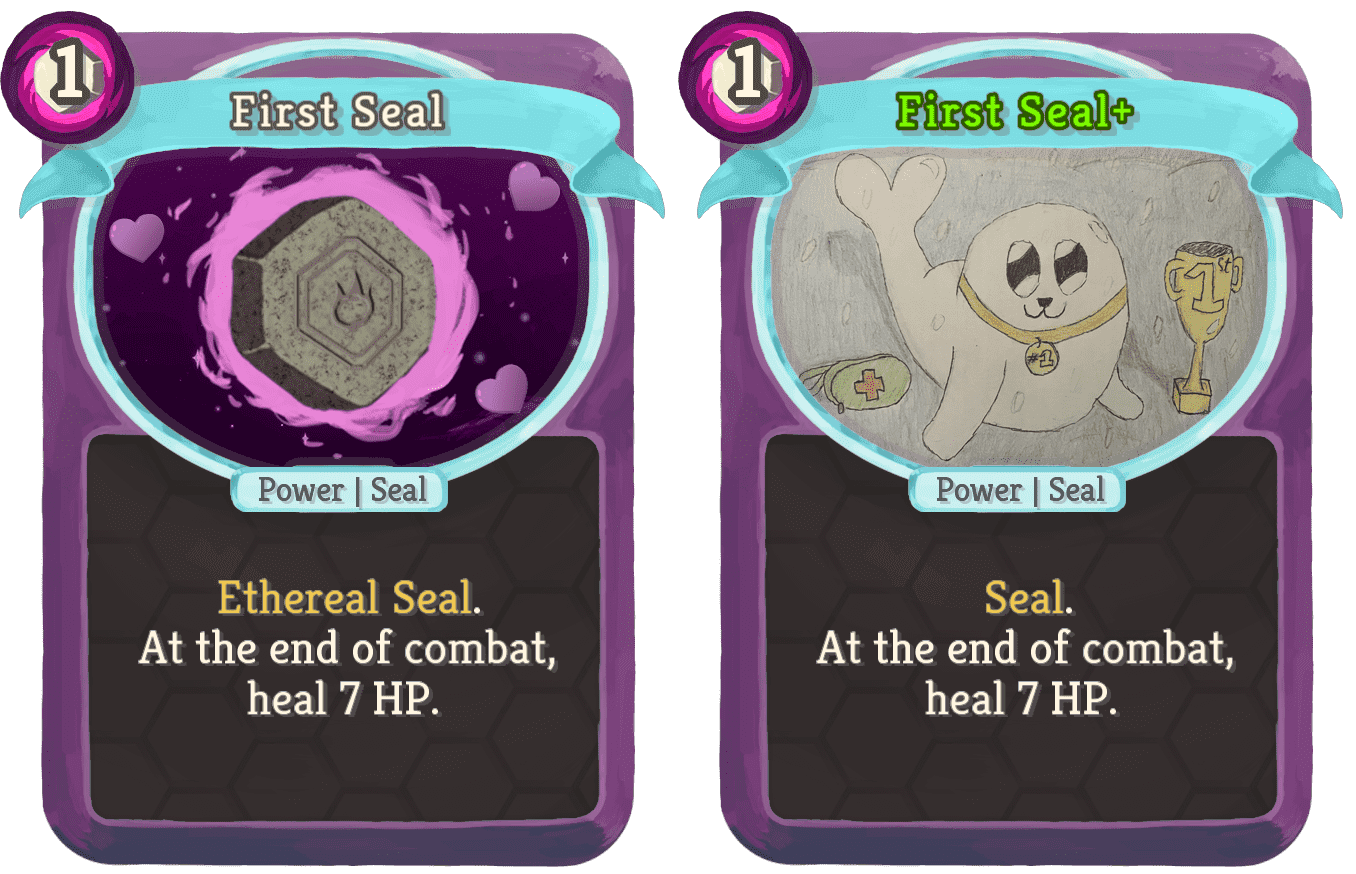 1
First Seal
Power | Seal
Ethereal Seal.
At the end of combat,
heal 7 HP.
1
First Seal+
#1
1st
Power | Seal
Seal.
At the end of combat,
heal 7 HP.